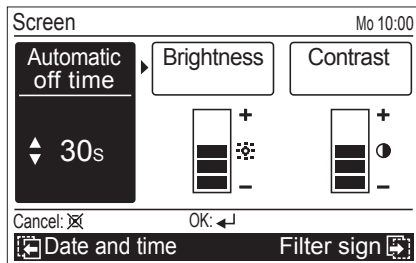 Screen Mo 10:00
Automatic off time
Brightness
Contrast
30s
+ +
– –
Cancel: OK:
Date and time Filter sign